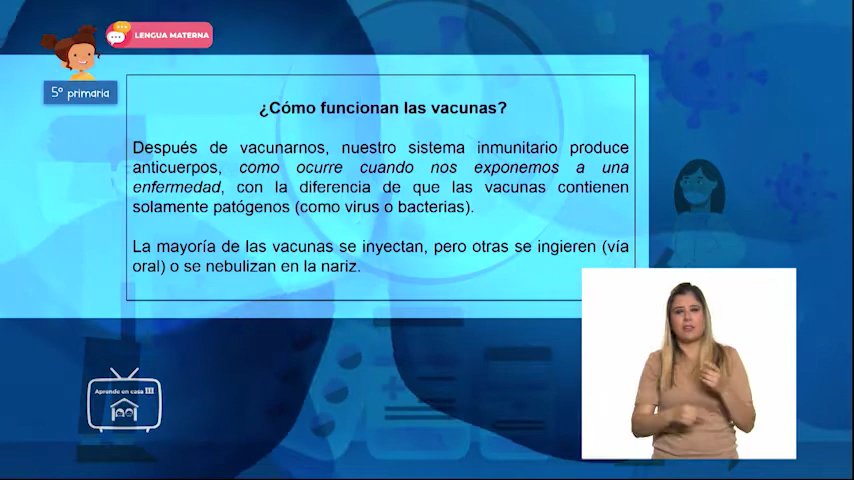 LENGUA MATERNA
5º primaria
¿Cómo funcionan las vacunas?
Después de vacunarnos, nuestro sistema inmunitario produce
anticuerpos, como ocurre cuando nos exponemos a una
enfermedad, con la diferencia de que las vacunas contienen
solamente patógenos (como virus o bacterias).
La mayoría de las vacunas se inyectan, pero otras se ingieren (vía
oral) o se nebulizan en la nariz.
Aprende en casa III